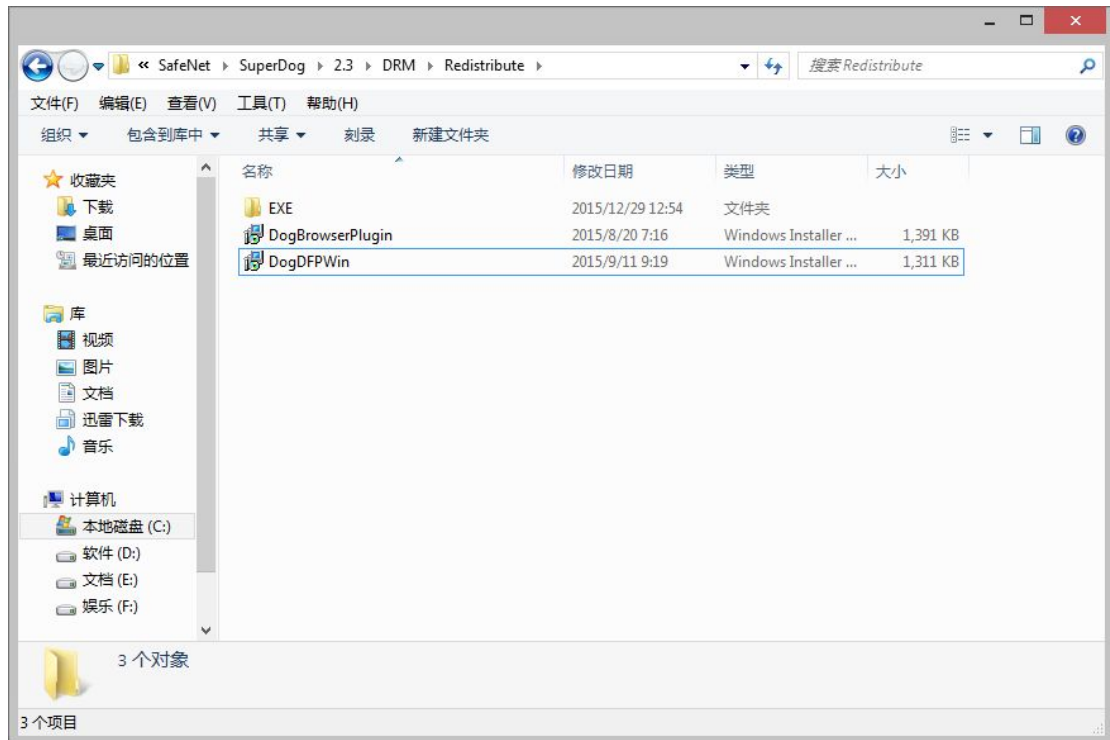 « SafeNet ▸ SuperDog ▸ 2.3 ▸ DRM ▸ Redistribute ▸ 搜索 Redistribute
文件(F) 编辑(E) 查看(V) 工具(T) 帮助(H)
组织 包含到库中 共享 刻录 新建文件夹
收藏夹
下载
桌面
最近访问的位置
库
视频
图片
文档
迅雷下载
音乐
计算机
本地磁盘 (C:)
软件 (D:)
文档 (E:)
娱乐 (F:)
名称 修改日期 类型 大小
EXE 2015/12/29 12:54 文件夹
DogBrowserPlugin 2015/8/20 7:16 Windows Installer ... 1,391 KB
DogDFPWin 2015/9/11 9:19 Windows Installer ... 1,311 KB
3 个对象
3 个项目